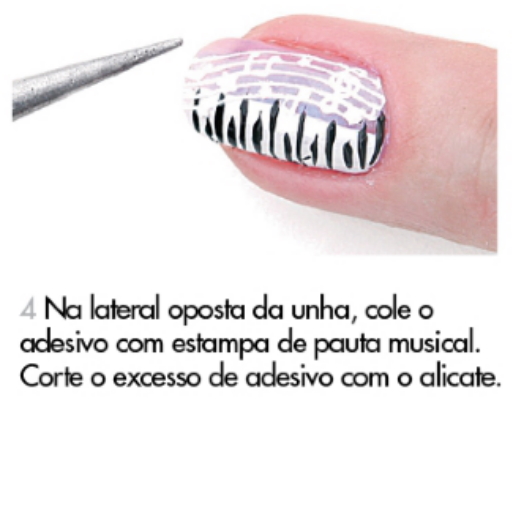 4 Na lateral oposta da unha, cole o
adesivo com estampa de pauta musical.
Corte o excesso de adesivo com o alicate.